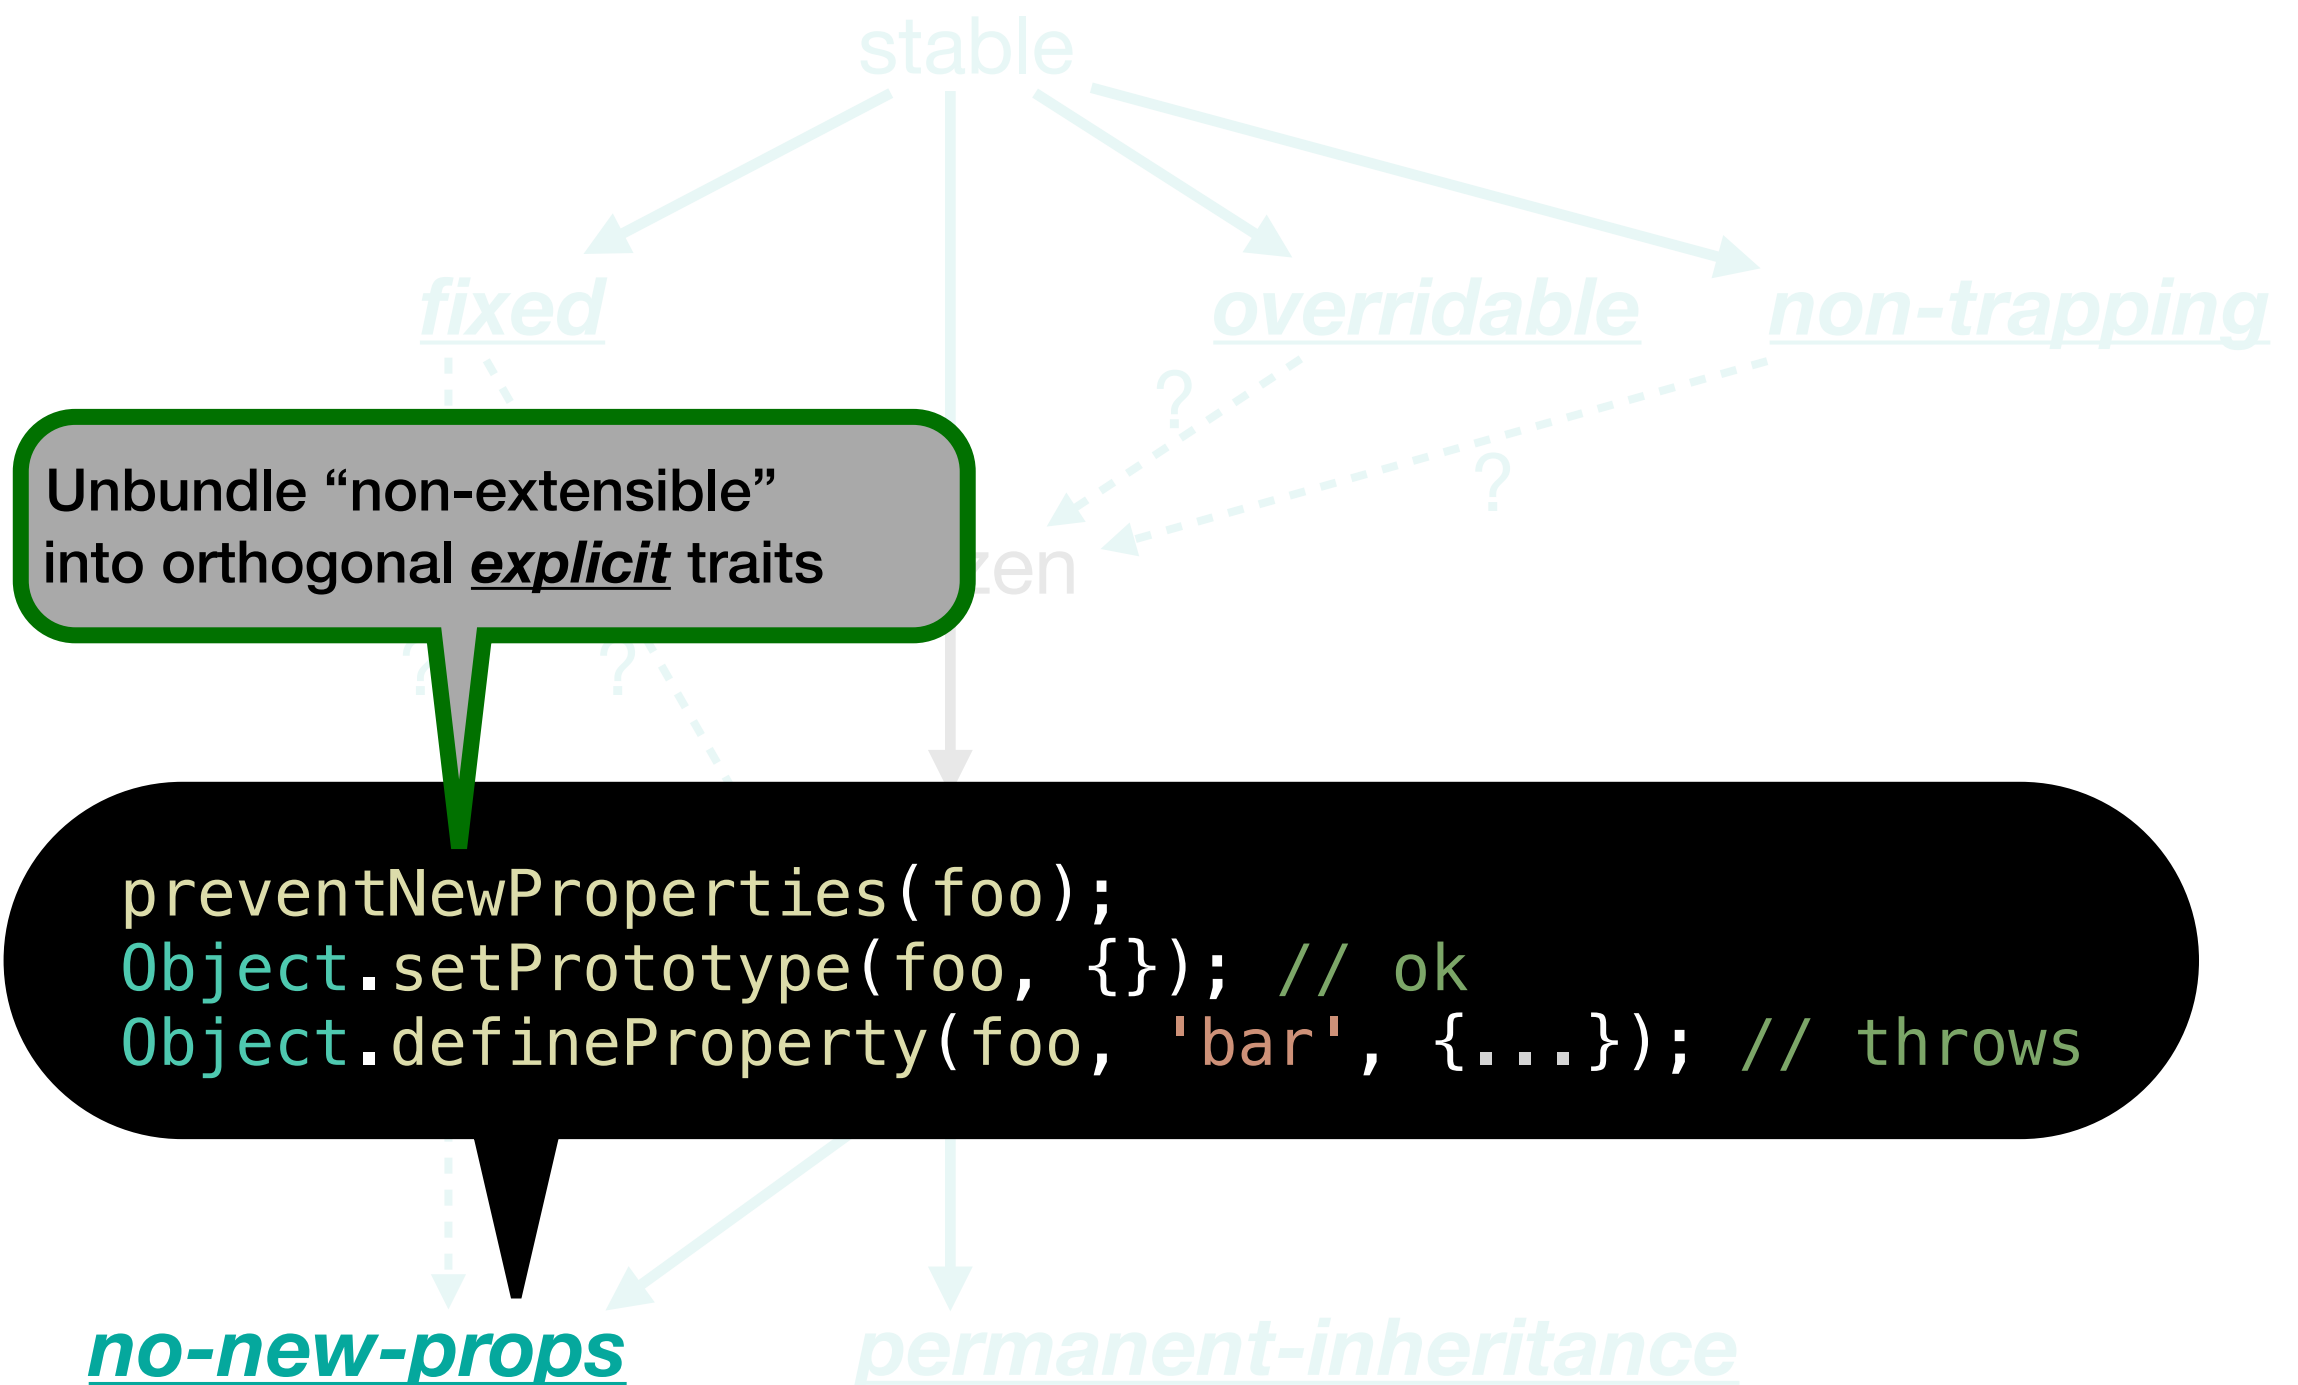 stable
fixed
overridable
non-trapping
?
?
Unbundle “non-extensible”
into orthogonal explicit traits
zen
?
?
preventNewProperties(foo);
Object.setPrototype(foo, {}); // ok
Object.defineProperty(foo, 'bar', {...}); // throws
no-new-props
permanent-inheritance